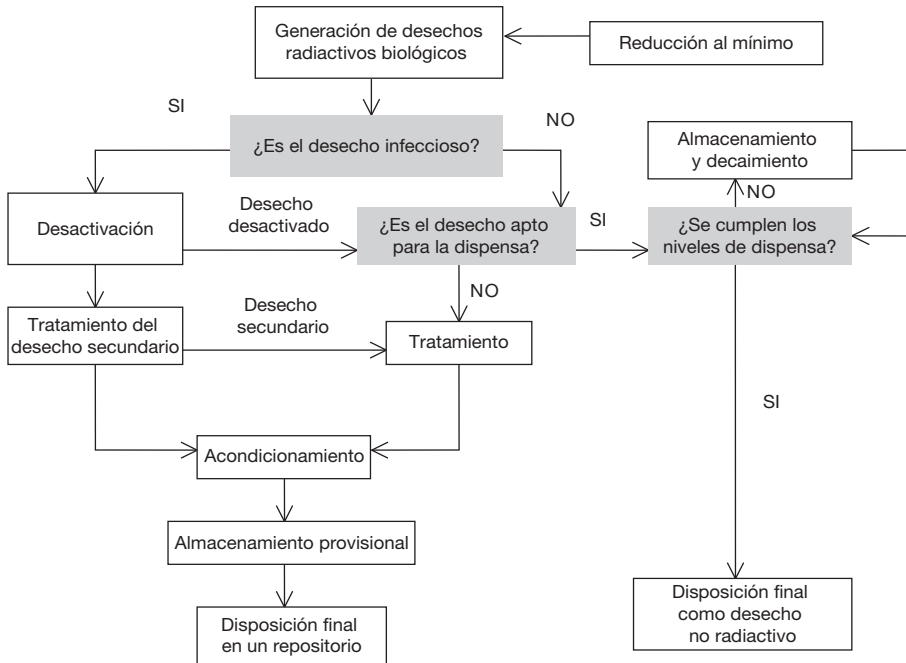 Generación de desechos
radiactivos biológicos
Reducción al mínimo
SI
NO
¿Es el desecho infeccioso?
Almacenamiento
y decaimiento
NO
Desactivación
Desecho
desactivado
¿Es el desecho apto
para la dispensa?
SI
¿Se cumplen los
niveles de dispensa?
NO
Tratamiento del
desecho secundario
Desecho
secundario
Tratamiento
SI
Acondicionamiento
Almacenamiento provisional
Disposición final
en un repositorio
Disposición final
como desecho
no radiactivo